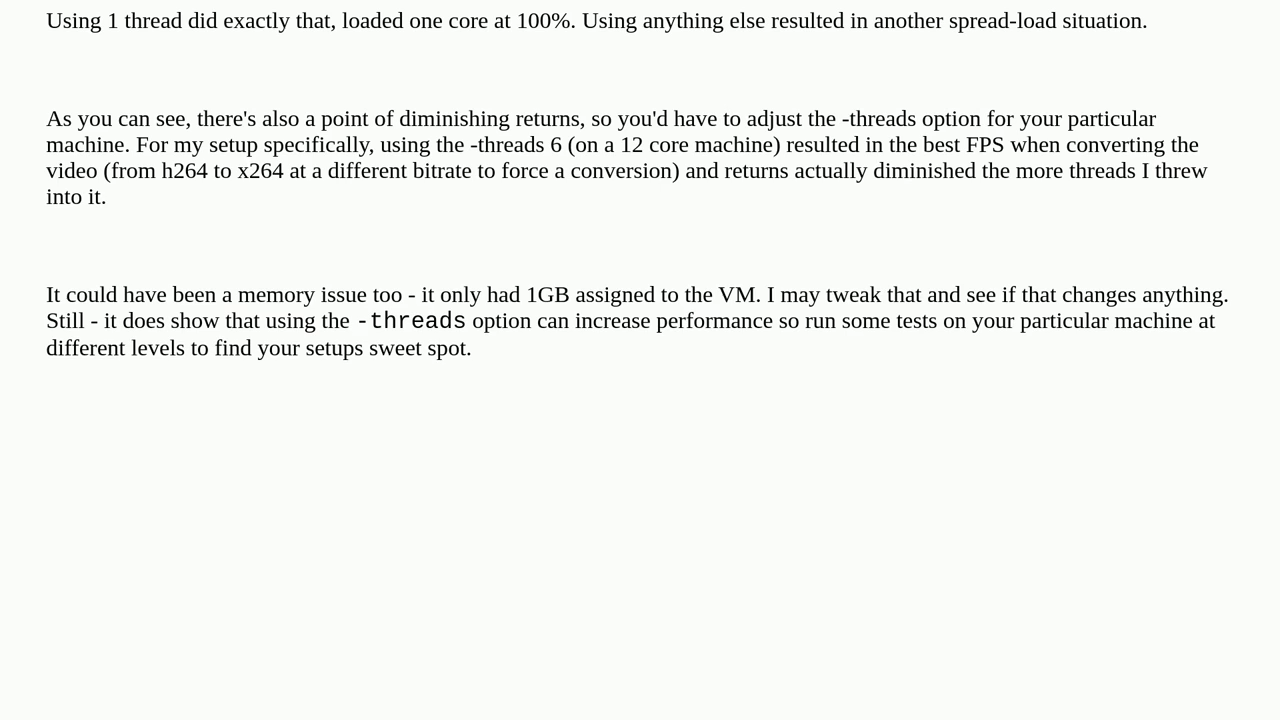 Using 1 thread did exactly that, loaded one core at 100%. Using anything else resulted in another spread-load situation.
As you can see, there's also a point of diminishing returns, so you'd have to adjust the -threads option for your particular
machine. For my setup specifically, using the -threads 6 (on a 12 core machine) resulted in the best FPS when converting the
video (from h264 to x264 at a different bitrate to force a conversion) and returns actually diminished the more threads I threw
into it.
It could have been a memory issue too - it only had 1GB assigned to the VM. I may tweak that and see if that changes anything.
Still - it does show that using the -threads option can increase performance so run some tests on your particular machine at
different levels to find your setups sweet spot.